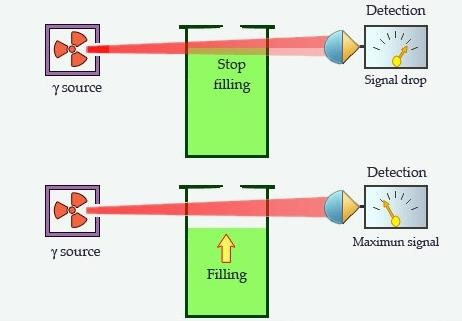 Detection
Stop
filling
γ source
Signal drop
Detection
γ source
Filling
Maximun signal